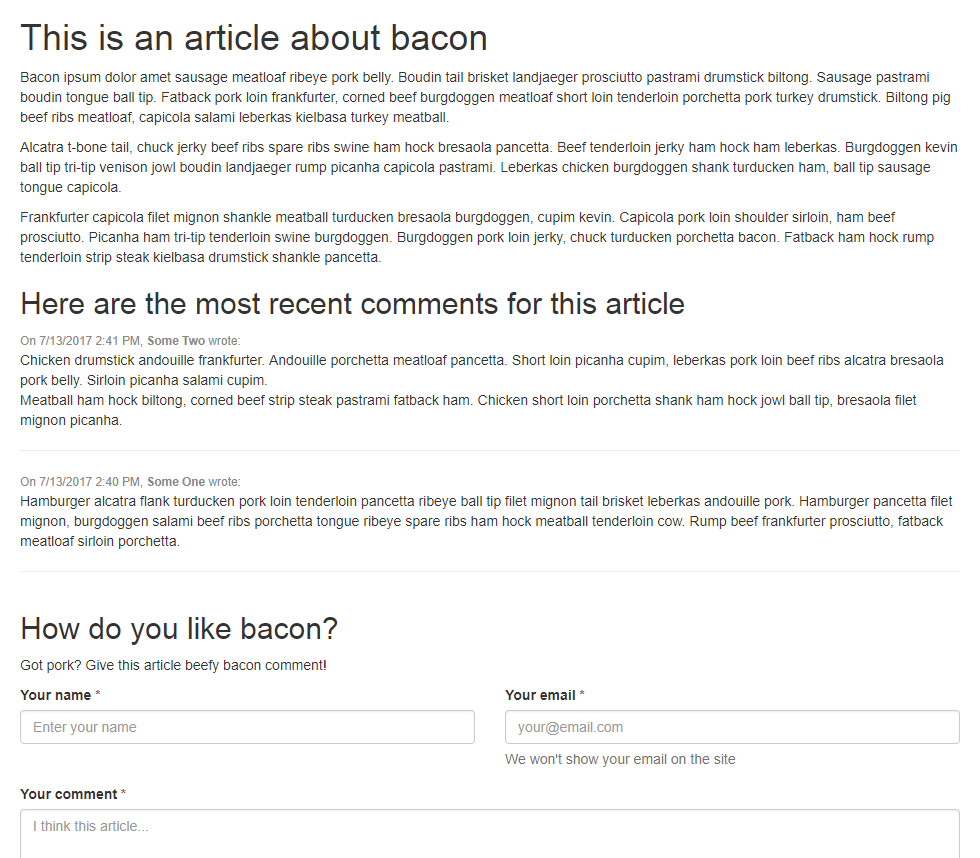 This is an article about bacon
Bacon ipsum dolor amet sausage meatloaf ribeye pork belly. Boudin tail brisket landjaeger prosciutto pastrami drumstick biltong. Sausage pastrami
boudin tongue ball tip. Fatback pork loin frankfurter, corned beef burgdoggen meatloaf short loin tenderloin porchetta pork turkey drumstick. Biltong pig
beef ribs meatloaf, capicola salami leberkas kielbasa turkey meatball.
Alcatra t-bone tail, chuck jerky beef ribs spare ribs swine ham hock bresaola pancetta. Beef tenderloin jerky ham hock ham leberkas. Burgdoggen kevin
ball tip tri-tip venison jowl boudin landjaeger rump picanha capicola pastrami. Leberkas chicken burgdoggen shank turducken ham, ball tip sausage
tongue capicola.
Frankfurter capicola filet mignon shankle meatball turducken bresaola burgdoggen, cupim kevin. Capicola pork loin shoulder sirloin, ham beef
prosciutto. Picanha ham tri-tip tenderloin swine burgdoggen. Burgdoggen pork loin jerky, chuck turducken porchetta bacon. Fatback ham hock rump
tenderloin strip steak kielbasa drumstick shankle pancetta.
Here are the most recent comments for this article
On 7/13/2017 2:41 PM, Some Two wrote:
Chicken drumstick andouille frankfurter. Andouille porchetta meatloaf pancetta. Short loin picanha cupim, leberkas pork loin beef ribs alcatra bresaola
pork belly. Sirloin picanha salami cupim.
Meatball ham hock biltong, corned beef strip steak pastrami fatback ham. Chicken short loin porchetta shank ham hock jowl ball tip, bresaola filet
mignon picanha.
On 7/13/2017 2:40 PM, Some One wrote:
Hamburger alcatra flank turducken pork loin tenderloin pancetta ribeye ball tip filet mignon tail brisket leberkas andouille pork. Hamburger pancetta filet
mignon, burgdoggen salami beef ribs porchetta tongue ribeye spare ribs ham hock meatball tenderloin cow. Rump beef frankfurter prosciutto, fatback
meatloaf sirloin porchetta.
How do you like bacon?
Got pork? Give this article beefy bacon comment!
Your name *
Your email *
Enter your name
your@email.com
We won't show your email on the site
Your comment *
I think this article...